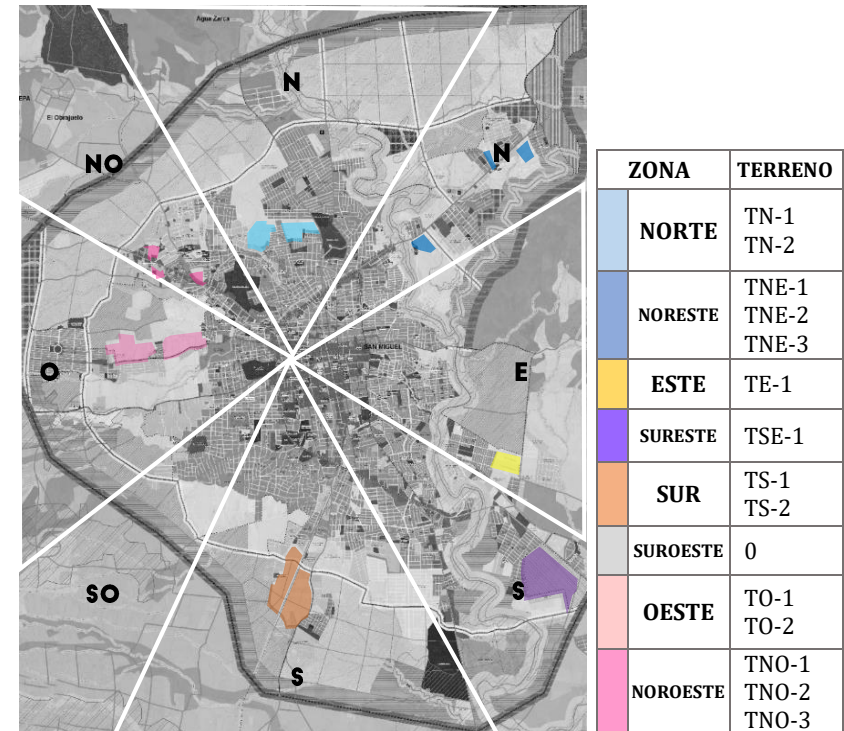 Agua Zarca
N
El Obrajuelo
NO
N
SAN MIGUEL
O
E
SO
S
S
ZONA TERRENO
NORTE TN-1
TN-2
NORESTE TNE-1
TNE-2
TNE-3
ESTE TE-1
SURESTE TSE-1
SUR TS-1
TS-2
SUROESTE 0
OESTE TO-1
TO-2
NOROESTE TNO-1
TNO-2
TNO-3